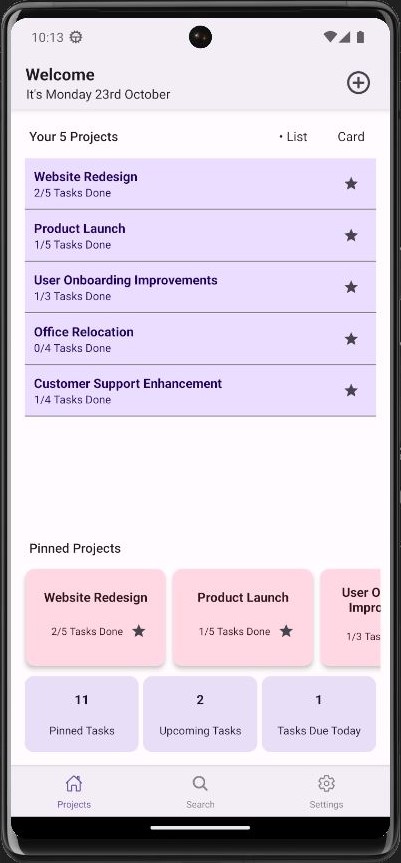 10:13
Welcome
It's Monday 23rd October
Your 5 Projects
• List
Card
Website Redesign
2/5 Tasks Done
Product Launch
1/5 Tasks Done
User Onboarding Improvements
1/3 Tasks Done
Office Relocation
0/4 Tasks Done
Customer Support Enhancement
1/4 Tasks Done
Pinned Projects
Website Redesign
2/5 Tasks Done
Product Launch
1/5 Tasks Done
User O
Impro
1/3 Tas
11
Pinned Tasks
2
Upcoming Tasks
1
Tasks Due Today
Projects
Search
Settings